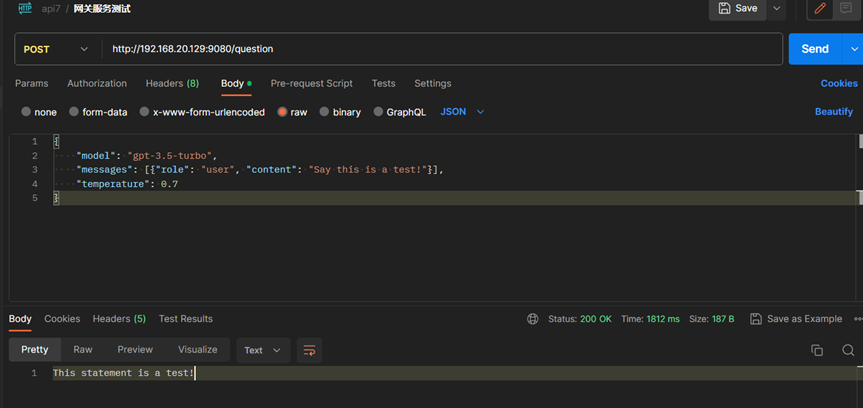 HTTP api7 / 网关服务测试 Save
POST http://192.168.20.129:9080/question Send
Params Authorization Headers (8) Body Pre-request Script Tests Settings Cookies
none form-data x-www-form-urlencoded raw binary GraphQL JSON Beautify
1 {
2 "model": "gpt-3.5-turbo",
3 "messages": [{"role": "user", "content": "Say this is a test!"}],
4 "temperature": 0.7
5 }
Body Cookies Headers (5) Test Results Status: 200 OK Time: 1812 ms Size: 187 B Save as Example
Pretty Raw Preview Visualize Text
1 This statement is a test!